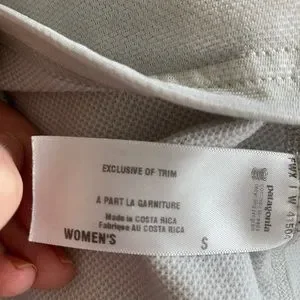 EXCLUSIVE OF TRIM
A PART LA GARNITURE
Made in COSTA RICA
Fabriqué au COSTA RICA
WOMEN'S S
patagonia